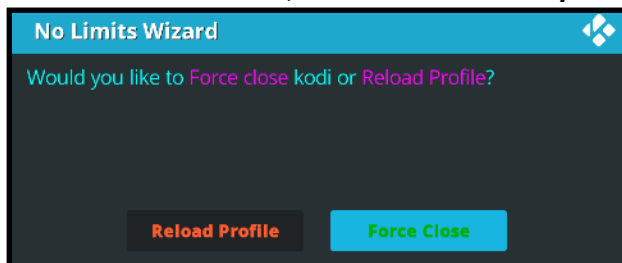 No Limits Wizard
Would you like to Force close kodi or Reload Profile?
Reload Profile
Force Close